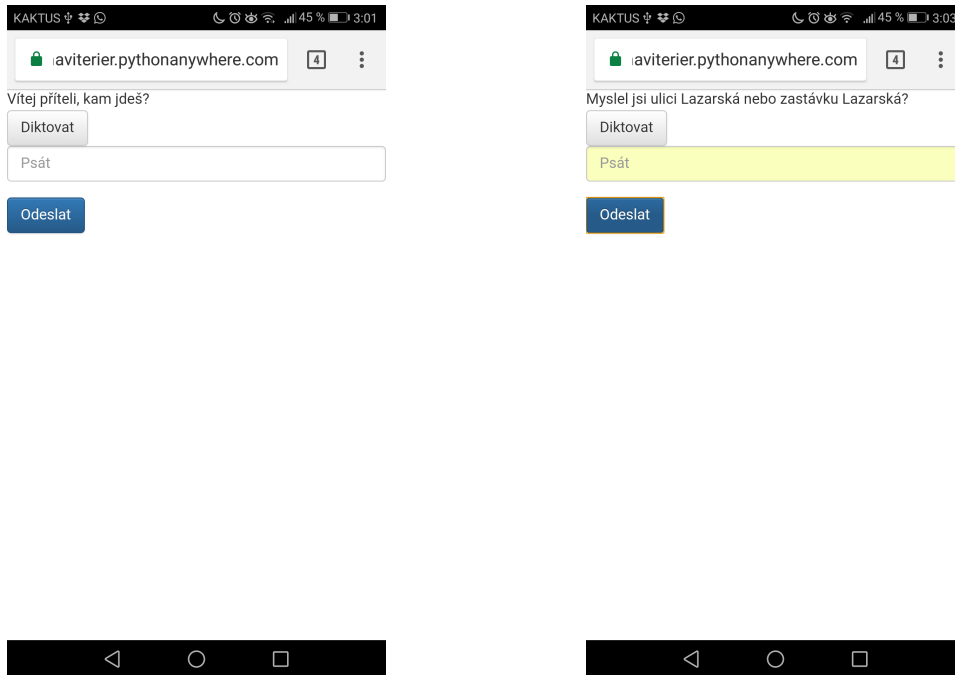 KAKTUS 45 % 3:01
aviterier.pythonanywhere.com 4
Vítej příteli, kam jdeš?
Diktovat
Psát
Odeslat
KAKTUS 45 % 3:03
aviterier.pythonanywhere.com 4
Myslel jsi ulici Lazarská nebo zastávku Lazarská?
Diktovat
Psát
Odeslat